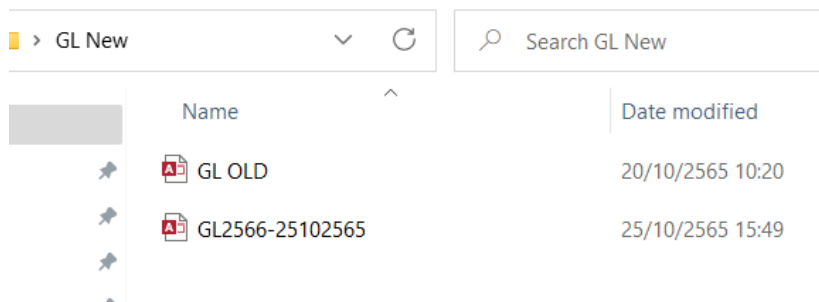 GL New
Search GL New
Name Date modified
GL OLD 20/10/2565 10:20
GL2566-25102565 25/10/2565 15:49